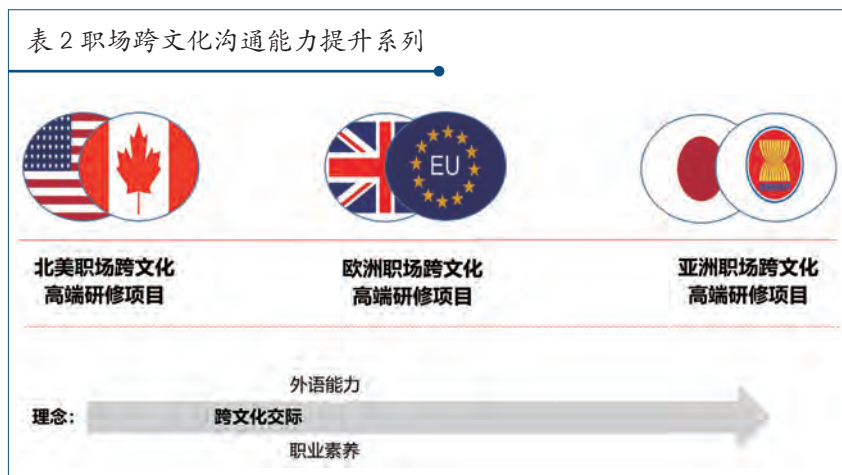 表 2 职场跨文化沟通能力提升系列
EU
北美职场跨文化
高端研修项目
欧洲职场跨文化
高端研修项目
亚洲职场跨文化
高端研修项目
外语能力
理念：
跨文化交际
职业素养